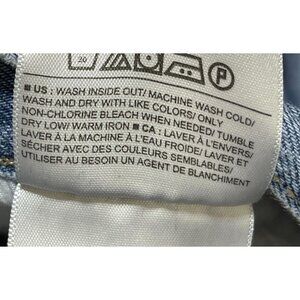 30 P
■ US : WASH INSIDE OUT/ MACHINE WASH COLD/
WASH AND DRY WITH LIKE COLORS/ ONLY
NON-CHLORINE BLEACH WHEN NEEDED/ TUMBLE
DRY LOW/ WARM IRON ■ CA : LAVER À L'ENVERS/
LAVER À LA MACHINE À L'EAU FROIDE/ LAVER ET
SÉCHER AVEC DES COULEURS SEMBLABLES/
UTILISER AU BESOIN UN AGENT DE BLANCHIMENT